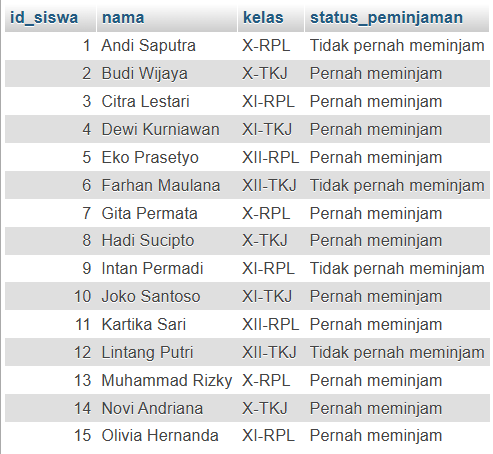 id_siswa nama kelas status_peminjaman
1 Andi Saputra X-RPL Tidak pernah meminjam
2 Budi Wijaya X-TKJ Pernah meminjam
3 Citra Lestari XI-RPL Pernah meminjam
4 Dewi Kurniawan XI-TKJ Pernah meminjam
5 Eko Prasetyo XII-RPL Pernah meminjam
6 Farhan Maulana XII-TKJ Tidak pernah meminjam
7 Gita Permata X-RPL Pernah meminjam
8 Hadi Sucipto X-TKJ Pernah meminjam
9 Intan Permadi XI-RPL Tidak pernah meminjam
10 Joko Santoso XI-TKJ Pernah meminjam
11 Kartika Sari XII-RPL Pernah meminjam
12 Lintang Putri XII-TKJ Tidak pernah meminjam
13 Muhammad Rizky X-RPL Pernah meminjam
14 Novi Andriana X-TKJ Pernah meminjam
15 Olivia Hernanda XI-RPL Pernah meminjam